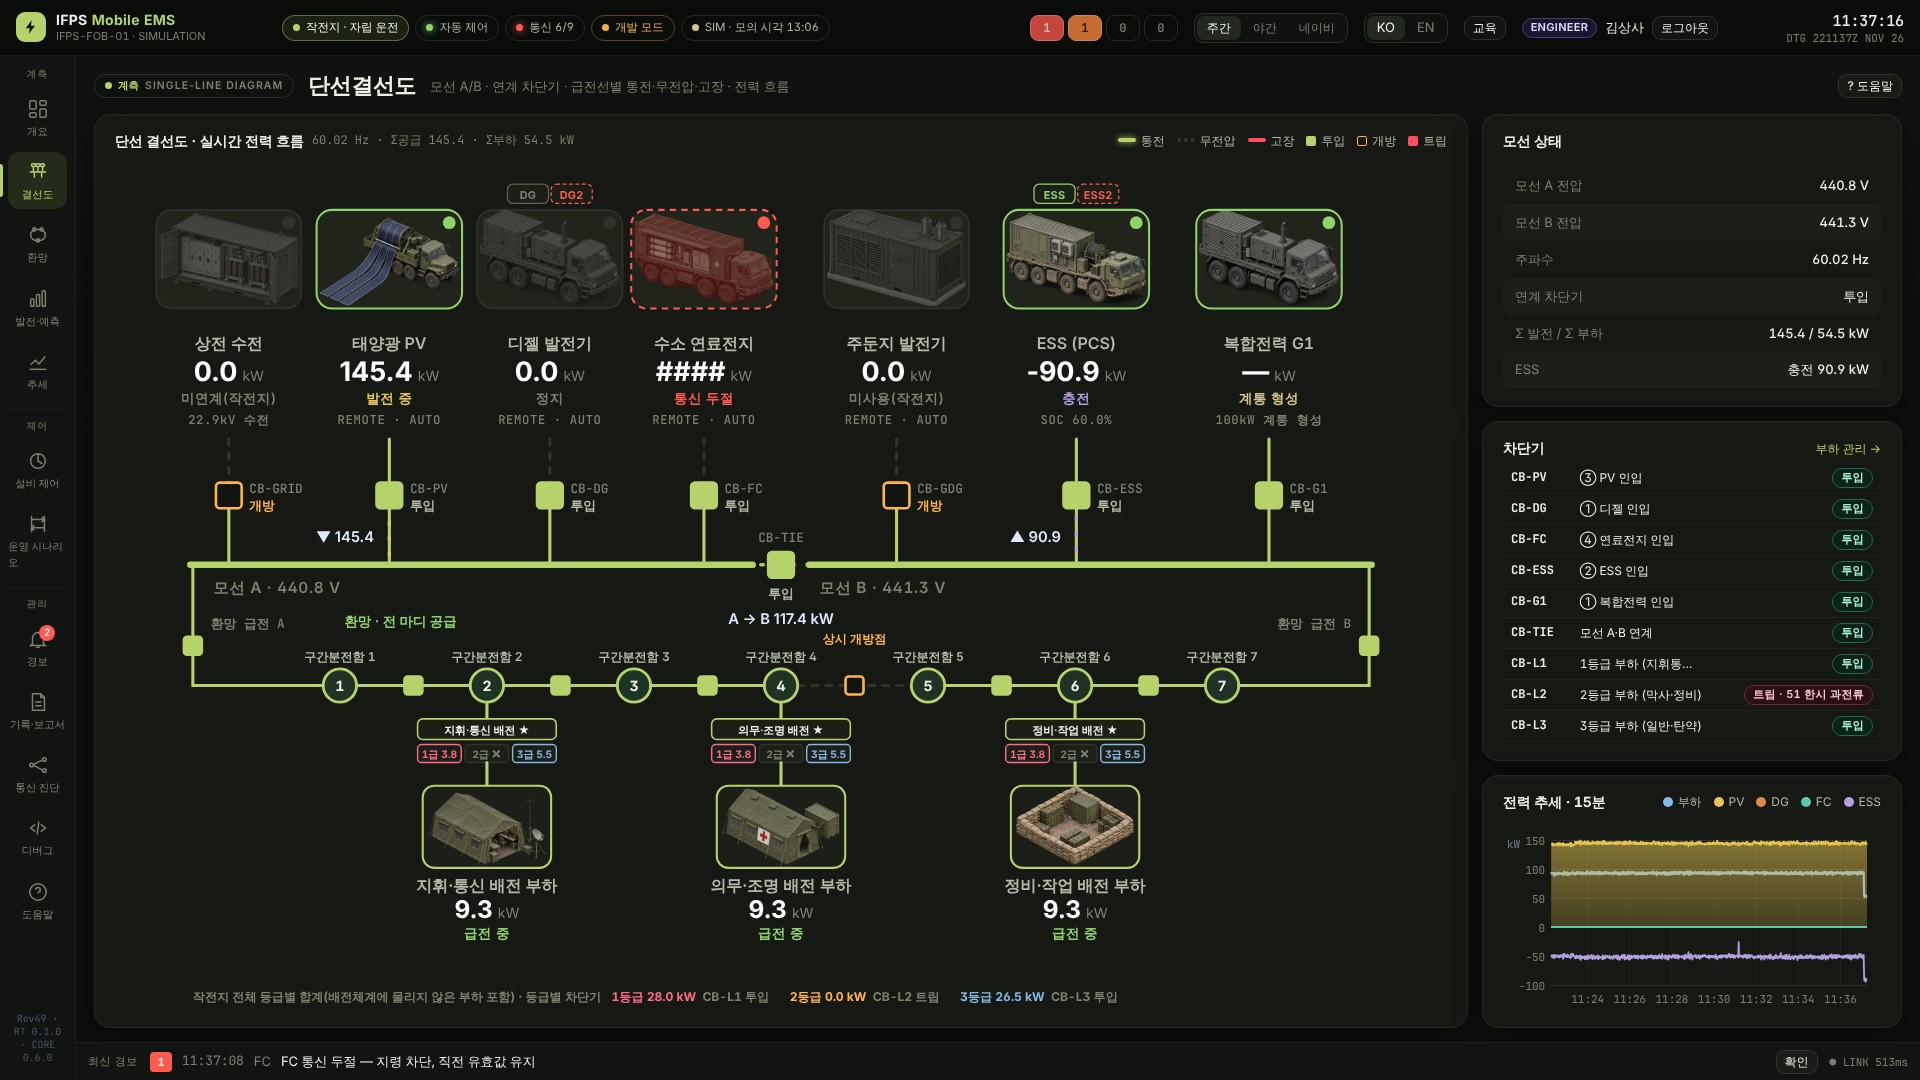 IFPS Mobile EMS
IFPS-FOB-01 · SIMULATION
작전지 · 자립 운전
자동 제어
통신 6/9
개발 모드
SIM · 모의 시각 13:06
1
1
0
0
주간
야간
네이비
KO
EN
교육
ENGINEER
김상사
로그아웃
11:37:16
DTG 221137Z NOV 26
계측
개요
결선도
환망
발전·예측
추세
제어
설비 제어
운영 시나리오
관리
2
경보
기록·보고서
통신 진단
디버그
도움말
Rev49 ·
RT 0.1.0
· CORE
0.6.0
계측 SINGLE-LINE DIAGRAM
단선결선도
모선 A/B · 연계 차단기 · 급전선별 통전·무전압·고장 · 전력 흐름
? 도움말
단선 결선도 · 실시간 전력 흐름
60.02 Hz · Σ공급 145.4 · Σ부하 54.5 kW
통전
무전압
고장
투입
개방
트립
DG
DG2
ESS
ESS2
상전 수전
0.0 kW
미연계(작전지)
22.9kV 수전
태양광 PV
145.4 kW
발전 중
REMOTE · AUTO
디젤 발전기
0.0 kW
정지
REMOTE · AUTO
수소 연료전지
#### kW
통신 두절
REMOTE · AUTO
주둔지 발전기
0.0 kW
미사용(작전지)
REMOTE · AUTO
ESS (PCS)
-90.9 kW
충전
SOC 60.0%
복합전력 G1
— kW
계통 형성
100kW 계통 형성
CB-GRID
개방
CB-PV
투입
CB-DG
투입
CB-FC
투입
CB-GDG
개방
CB-ESS
투입
CB-G1
투입
▼ 145.4
▲ 90.9
CB-TIE
투입
모선 A · 440.8 V
모선 B · 441.3 V
환망 급전 A
환망 · 전 마디 공급
A → B 117.4 kW
상시 개방점
환망 급전 B
구간분전함 1
구간분전함 2
구간분전함 3
구간분전함 4
구간분전함 5
구간분전함 6
구간분전함 7
1
2
3
4
5
6
7
지휘·통신 배전 ★
1급 3.8
2급 ✕
3급 5.5
의무·조명 배전 ★
1급 3.8
2급 ✕
3급 5.5
정비·작업 배전 ★
1급 3.8
2급 ✕
3급 5.5
지휘·통신 배전 부하
9.3 kW
급전 중
의무·조명 배전 부하
9.3 kW
급전 중
정비·작업 배전 부하
9.3 kW
급전 중
작전지 전체 등급별 합계(배전체계에 물리지 않은 부하 포함) · 등급별 차단기
1등급 28.0 kW CB-L1 투입
2등급 0.0 kW CB-L2 트립
3등급 26.5 kW CB-L3 투입
모선 상태
모선 A 전압 440.8 V
모선 B 전압 441.3 V
주파수 60.02 Hz
연계 차단기 투입
Σ 발전 / Σ 부하 145.4 / 54.5 kW
ESS 충전 90.9 kW
차단기
부하 관리 →
CB-PV ③ PV 인입 투입
CB-DG ① 디젤 인입 투입
CB-FC ④ 연료전지 인입 투입
CB-ESS ② ESS 인입 투입
CB-G1 ① 복합전력 인입 투입
CB-TIE 모선 A·B 연계 투입
CB-L1 1등급 부하 (지휘통... 투입
CB-L2 2등급 부하 (막사·정비) 트립 · 51 한시 과전류
CB-L3 3등급 부하 (일반·탄약) 투입
전력 추세 · 15분
부하
PV
DG
FC
ESS
kW
150
100
50
0
-50
-100
11:24
11:26
11:28
11:30
11:32
11:34
11:36
최신 경보
1
11:37:08
FC
FC 통신 두절 — 지령 차단, 직전 유효값 유지
확인
LINK 513ms